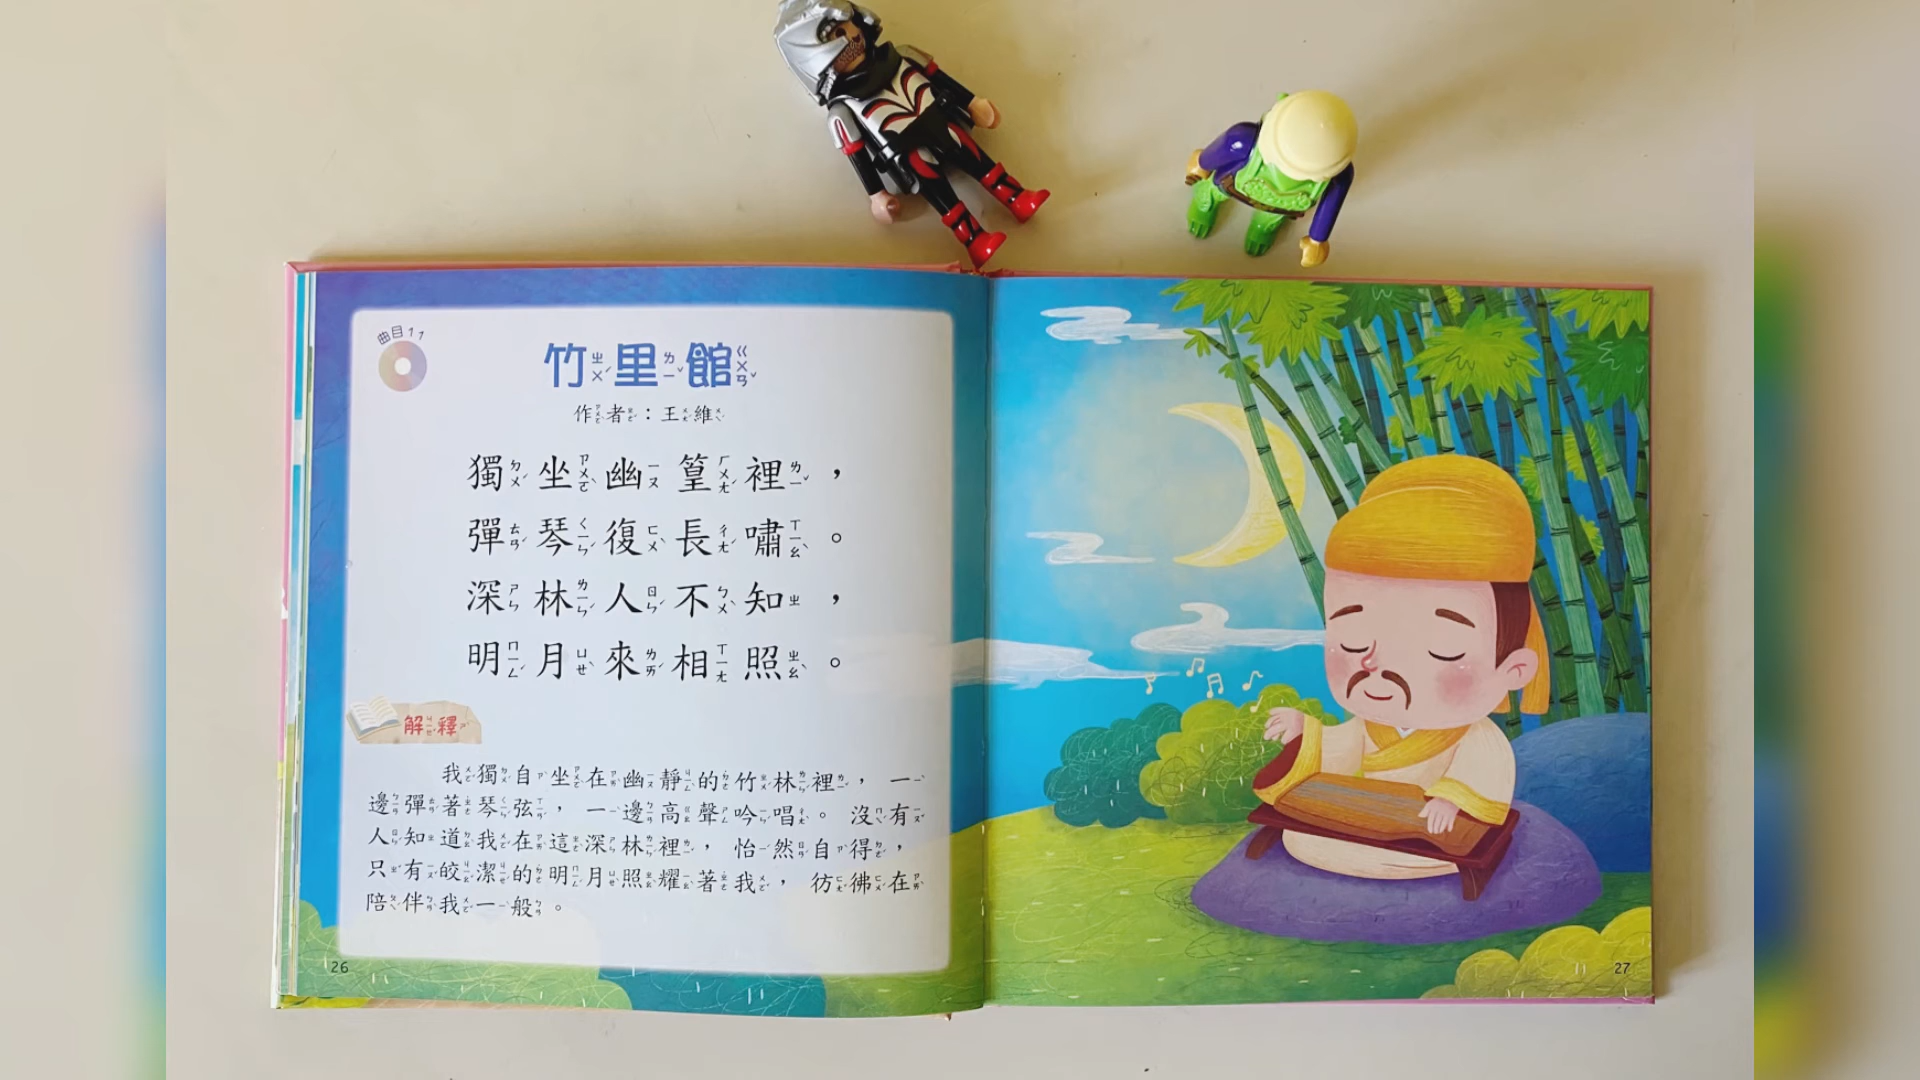 曲目11
竹里館
作者：王維
獨坐幽篁裡，
彈琴復長嘯。
深林人不知，
明月來相照。
解釋
我獨自坐在幽靜的竹林裡，一
邊彈著琴弦，一邊高聲吟唱。沒有
人知道我在這深林裡，怡然自得，
只有皎潔的明月照耀著我，彷彿在
陪伴我一般。
26
27